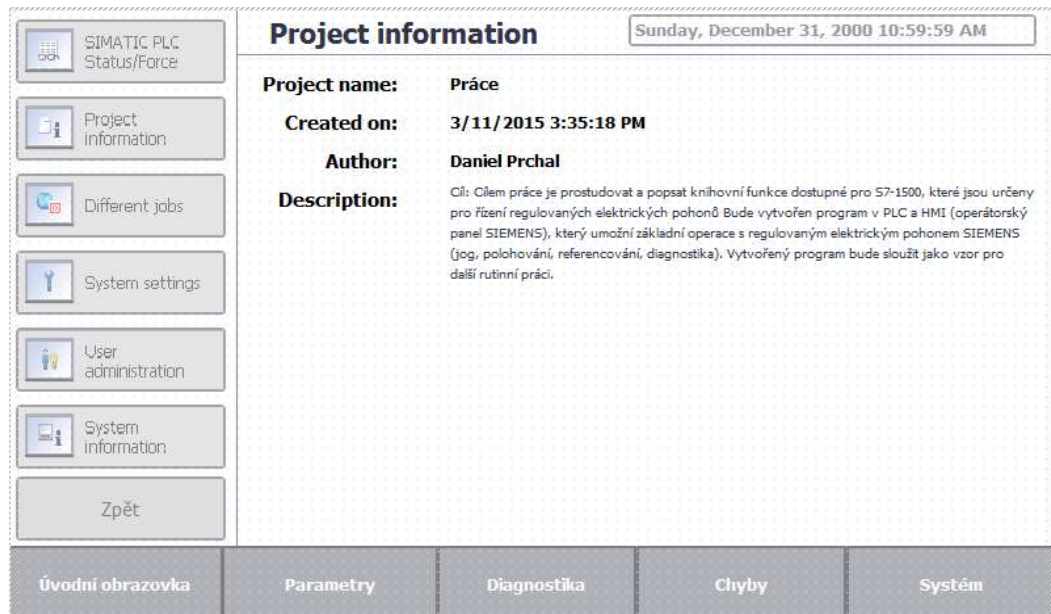 SIMATIC PLC
Status/Force
Project
information
Different jobs
System settings
User
administration
System
information
Zpět
Project information
Sunday, December 31, 2000 10:59:59 AM
Project name: Práce
Created on: 3/11/2015 3:35:18 PM
Author: Daniel Prchal
Description: Cíl: Cílem práce je prostudovat a popsat knihovní funkce dostupné pro S7-1500, které jsou určeny
pro řízení regulovaných elektrických pohonů Bude vytvořen program v PLC a HMI (operátorský
panel SIEMENS), který umožní základní operace s regulovaným elektrickým pohonem SIEMENS
(jog, polohování, referencování, diagnostika). Vytvořený program bude sloužit jako vzor pro
další rutinní práci.
Úvodní obrazovka Parametry Diagnostika Chyby Systém